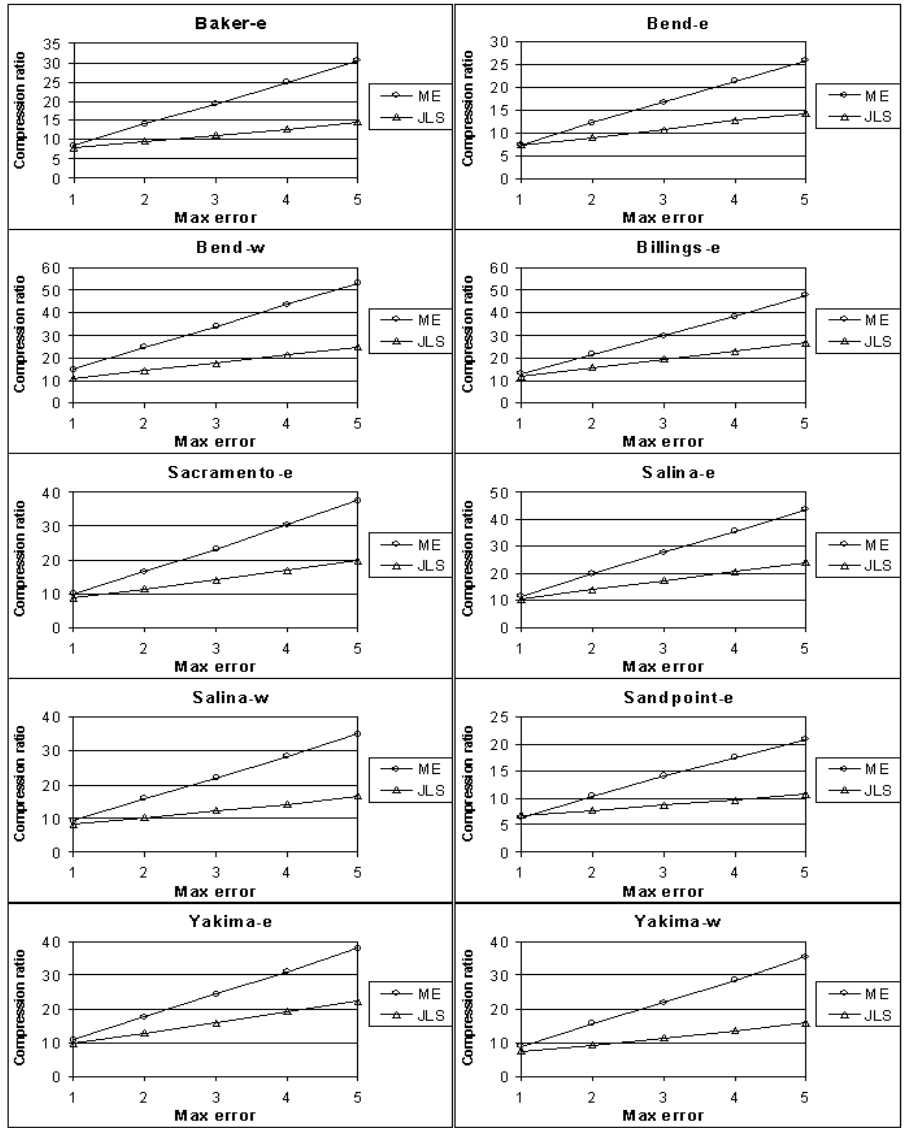 Baker-e
Compression ratio
35
30
25
20
15
10
5
0
1 2 3 4 5
Max error
ME
JLS
Bend-e
Compression ratio
30
25
20
15
10
5
0
1 2 3 4 5
Max error
ME
JLS
Bend-w
Compression ratio
60
50
40
30
20
10
0
1 2 3 4 5
Max error
ME
JLS
Billings-e
Compression ratio
60
50
40
30
20
10
0
1 2 3 4 5
Max error
ME
JLS
Sacramento-e
Compression ratio
40
30
20
10
0
1 2 3 4 5
Max error
ME
JLS
Salina-e
Compression ratio
50
40
30
20
10
0
1 2 3 4 5
Max error
ME
JLS
Salina-w
Compression ratio
40
30
20
10
0
1 2 3 4 5
Max error
ME
JLS
Sandpoint-e
Compression ratio
25
20
15
10
5
0
1 2 3 4 5
Max error
ME
JLS
Yakima-e
Compression ratio
40
30
20
10
0
1 2 3 4 5
Max error
ME
JLS
Yakima-w
Compression ratio
40
30
20
10
0
1 2 3 4 5
Max error
ME
JLS